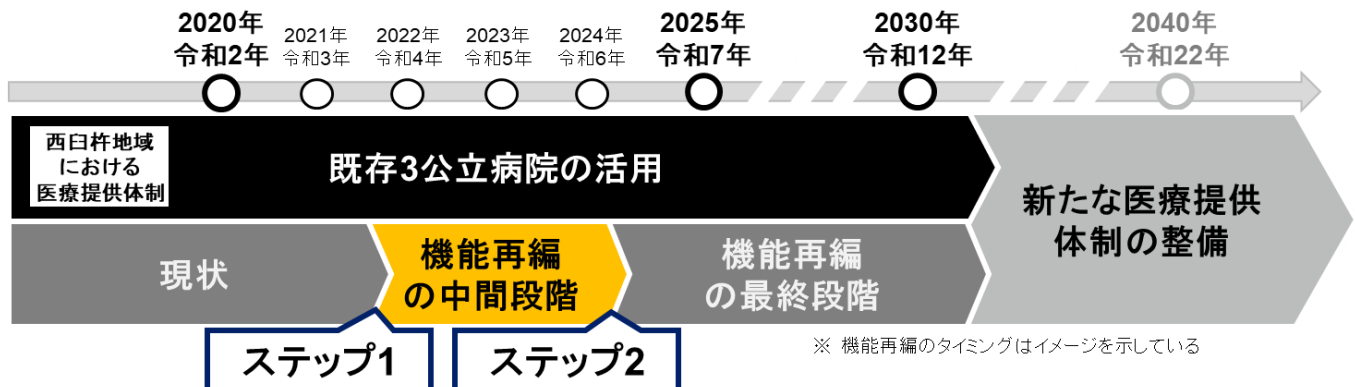 2020年
令和2年
2021年
令和3年
2022年
令和4年
2023年
令和5年
2024年
令和6年
2025年
令和7年
2030年
令和12年
2040年
令和22年
西臼杵地域
における
医療提供体制
既存3公立病院の活用
新たな医療提供
体制の整備
現状
機能再編
の中間段階
機能再編
の最終段階
ステップ1
ステップ2
※ 機能再編のタイミングはイメージを示している